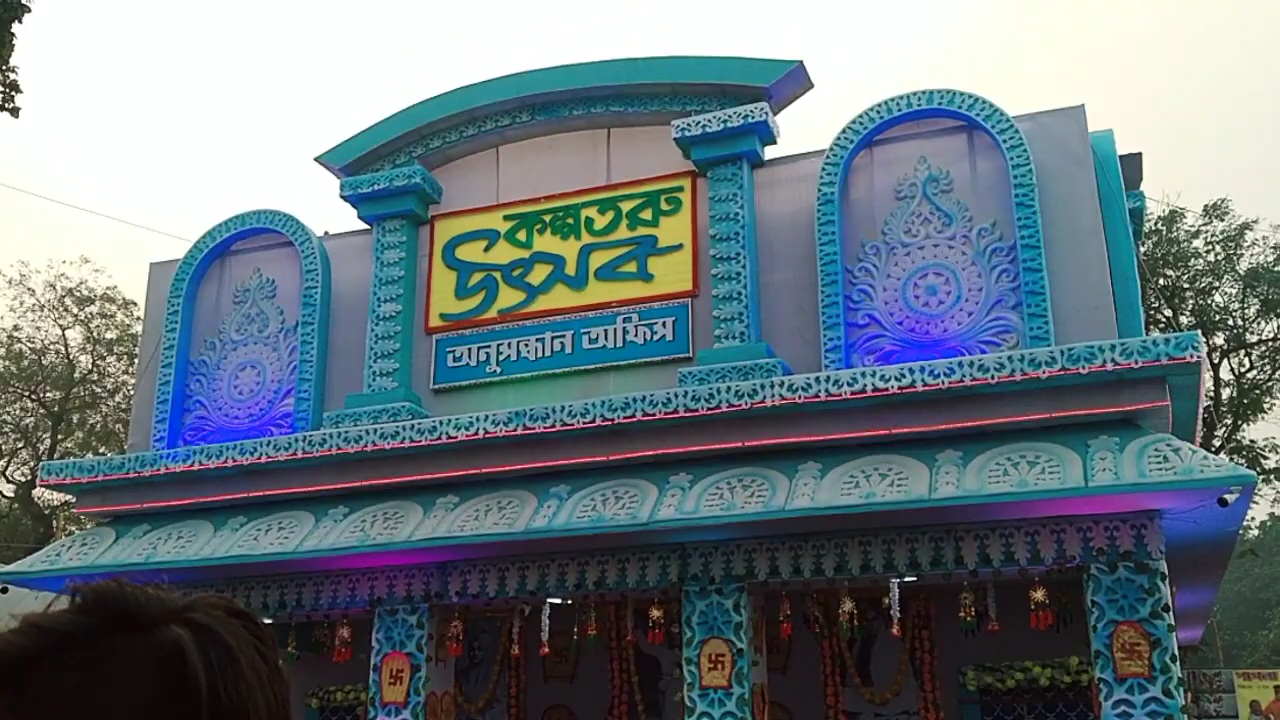 কল্পতরু
উৎসব
অনুসন্ধান অফিস